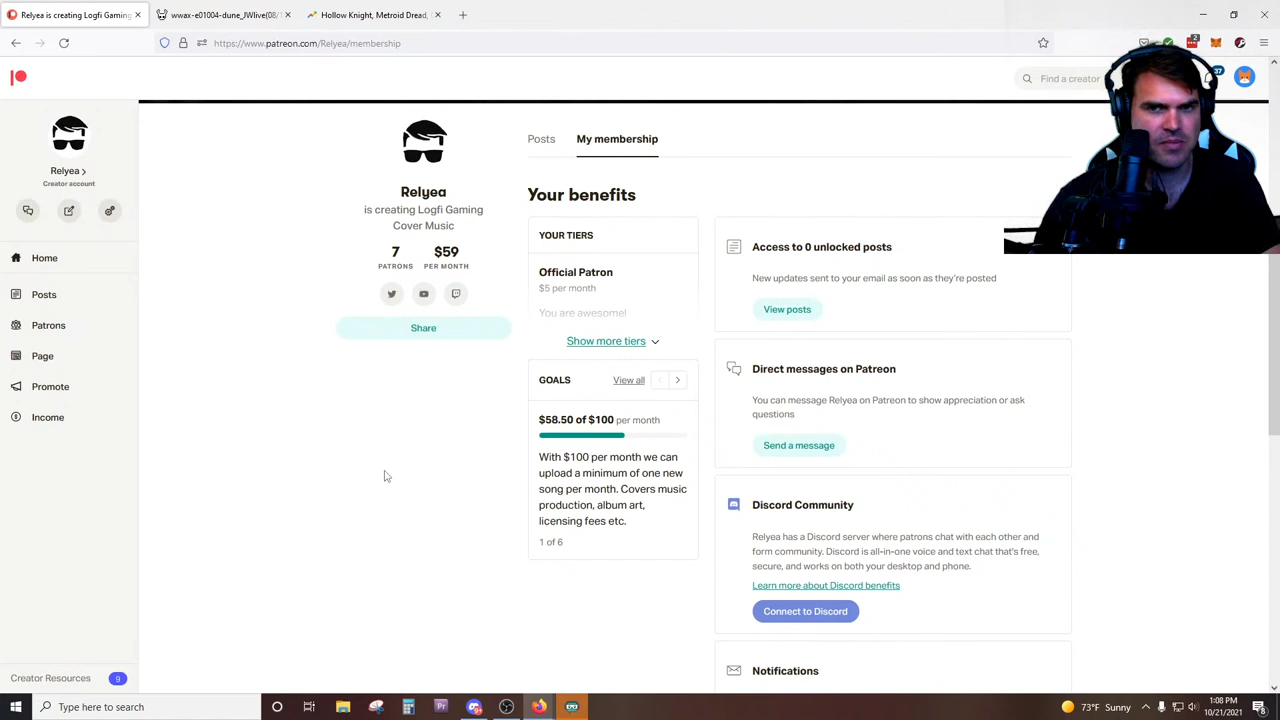 Relyea is creating Logfi Gaming
wwax-e01004-dune_JWlive(08/1
Hollow Knight, Metroid Dread,
https://www.patreon.com/Relyea/membership
2
Find a creator
37
Relyea
Creator account
Home
Posts
Patrons
Page
Promote
Income
Creator Resources 9
Relyea
is creating Logfi Gaming
Cover Music
7 $59
PATRONS PER MONTH
Share
Posts My membership
Your benefits
YOUR TIERS
Official Patron
$5 per month
You are awesome!
Show more tiers
GOALS View all
$58.50 of $100 per month
With $100 per month we can
upload a minimum of one new
song per month. Covers music
production, album art,
licensing fees etc.
1 of 6
Access to 0 unlocked posts
New updates sent to your email as soon as they're posted
View posts
Direct messages on Patreon
You can message Relyea on Patreon to show appreciation or ask
questions
Send a message
Discord Community
Relyea has a Discord server where patrons chat with each other and
form community. Discord is all-in-one voice and text chat that's free,
secure, and works on both your desktop and phone.
Learn more about Discord benefits
Connect to Discord
Notifications
Type here to search
Pr
73°F Sunny
1:08 PM
10/21/2021
8